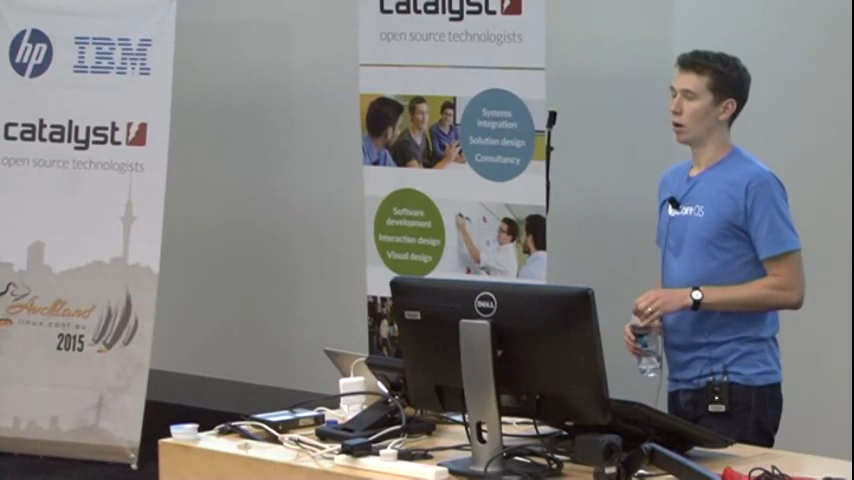 hp
IBM
catalyst
open source technologists
Auckland
linux.conf.au
2015
catalyst
open source technologists
Systems
integration
Solution design
Consultancy
Software
development
Interaction design
Visual design
DELL
CoreOS